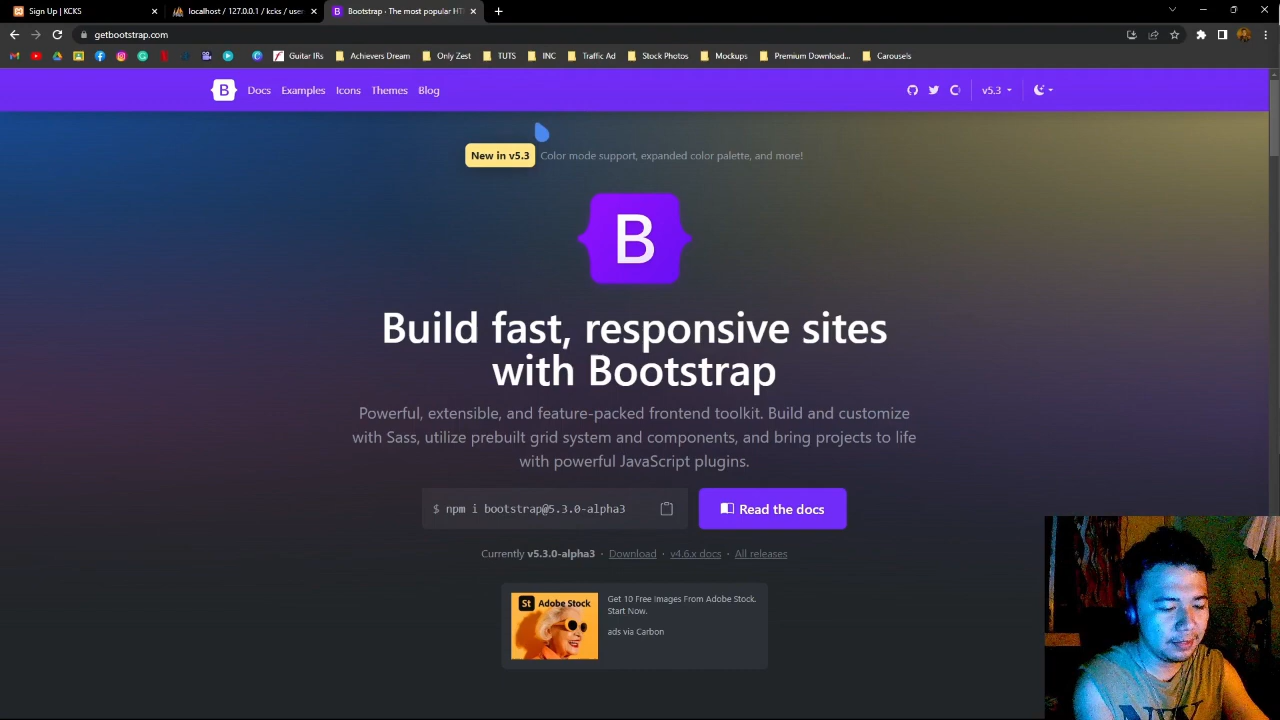 Sign Up | KCKS
localhost / 127.0.0.1 / kcks / user
Bootstrap · The most popular HT
getbootstrap.com
Guitar IRs
Achievers Dream
Only Zest
TUTS
INC
Traffic Ad
Stock Photos
Mockups
Premium Download...
Carousels
B
Docs
Examples
Icons
Themes
Blog
v5.3
New in v5.3
Color mode support, expanded color palette, and more!
B
Build fast, responsive sites
with Bootstrap
Powerful, extensible, and feature-packed frontend toolkit. Build and customize
with Sass, utilize prebuilt grid system and components, and bring projects to life
with powerful JavaScript plugins.
$ npm i bootstrap@5.3.0-alpha3
Read the docs
Currently v5.3.0-alpha3 · Download · v4.6.x docs · All releases
St Adobe Stock
Get 10 Free Images From Adobe Stock.
Start Now.
ads via Carbon